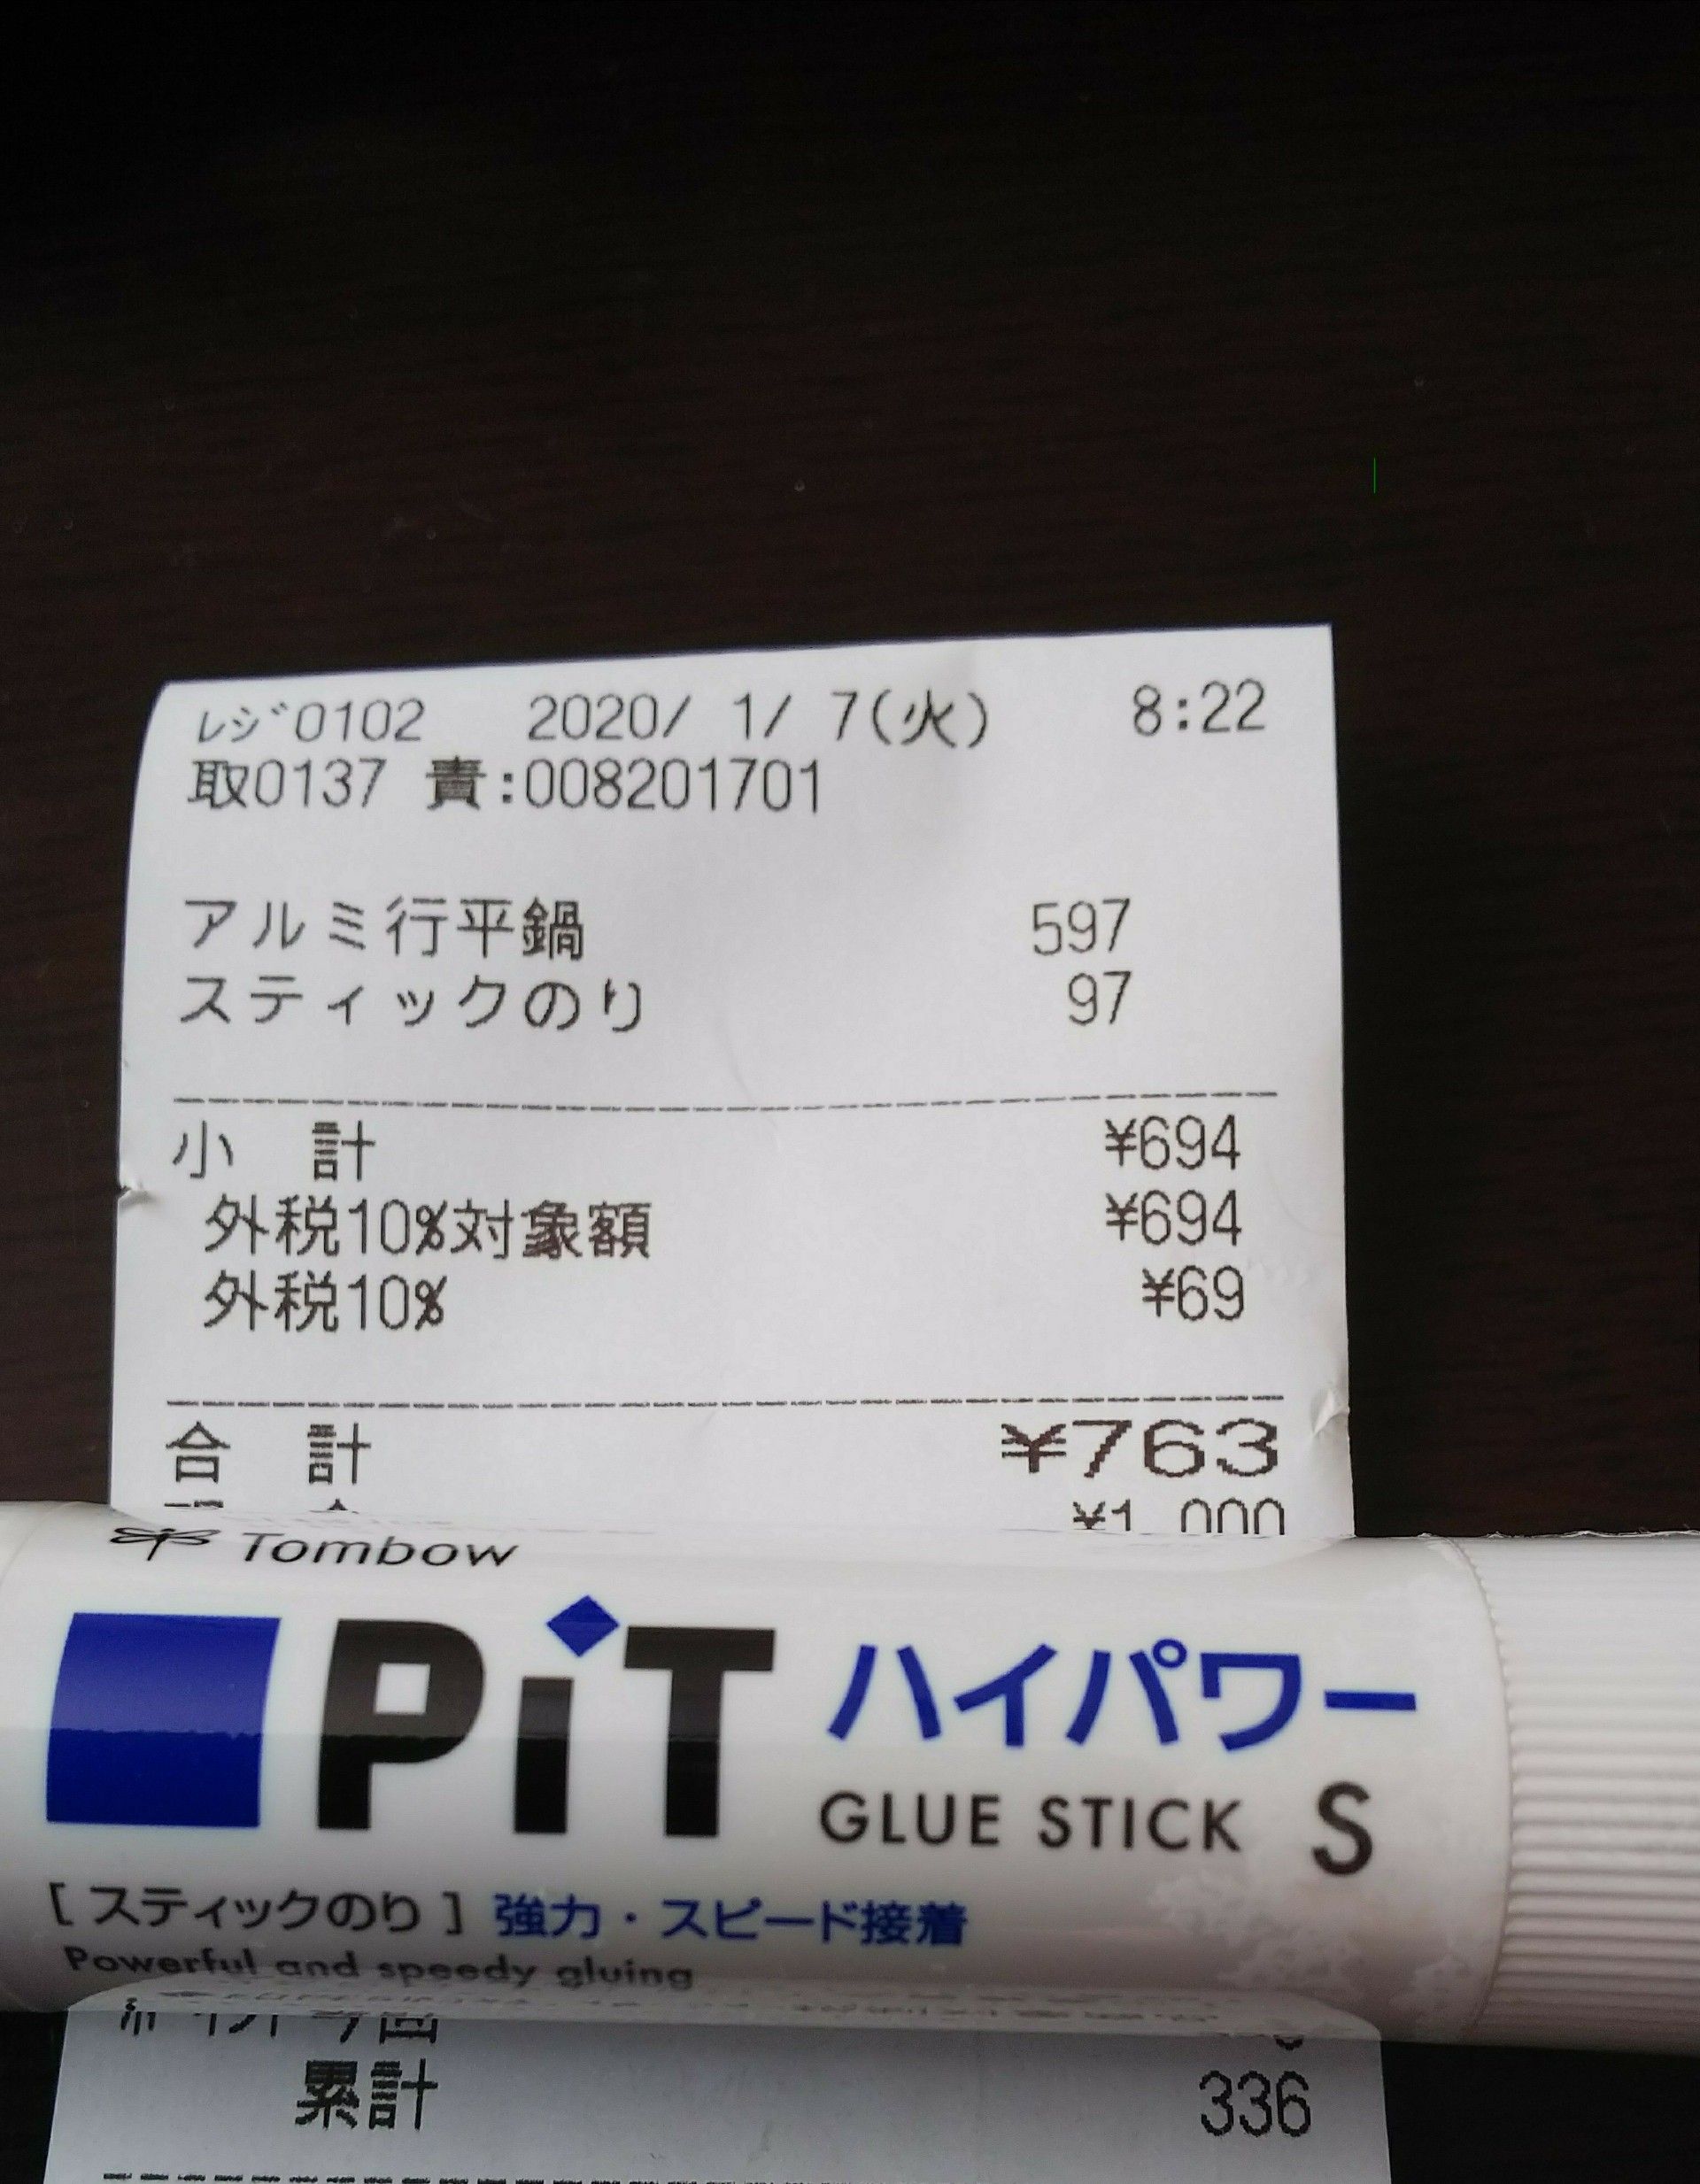 ﾚｼﾞ0102 2020/ 1/ 7(火) 8:22
取0137 責:008201701
アルミ行平鍋 597
スティックのり 97
小 計 ¥694
外税10%対象額 ¥694
外税10% ¥69
合 計 ¥763
¥1,000
Tombow
PiT ハイパワー
GLUE STICK S
[スティックのり] 強力・スピード接着
Powerful and speedy gluing
累計 336